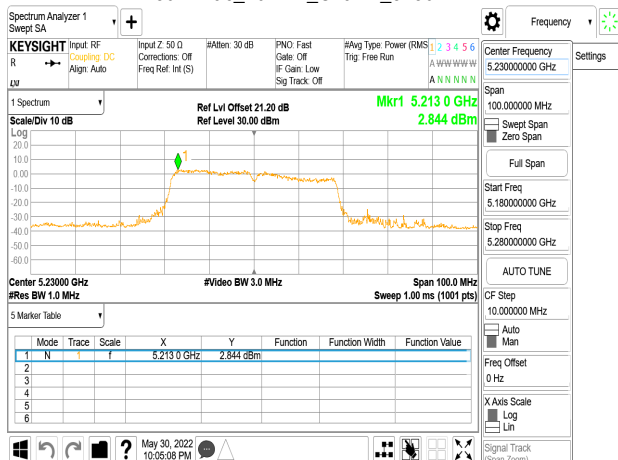 Spectrum Analyzer 1
Swept SA
+
Frequency
KEYSIGHT
R
LXI
Input: RF
Coupling: DC
Align: Auto
Input Z: 50 Ω
Corrections: Off
Freq Ref: Int (S)
#Atten: 30 dB
PNO: Fast
Gate: Off
IF Gain: Low
Sig Track: Off
#Avg Type: Power (RMS
Trig: Free Run
1 2 3 4 5 6
A W W W W W
A N N N N N
Center Frequency
5.230000000 GHz
Settings
Span
100.000000 MHz
Swept Span
Zero Span
Full Span
Start Freq
5.180000000 GHz
Stop Freq
5.280000000 GHz
AUTO TUNE
CF Step
10.000000 MHz
Auto
Man
Freq Offset
0 Hz
X Axis Scale
Log
Lin
Signal Track
(Span Zoom)
1 Spectrum
Scale/Div 10 dB
Ref Lvl Offset 21.20 dB
Ref Level 30.00 dBm
Mkr1 5.213 0 GHz
2.844 dBm
Log
20.0
10.0
0.00
-10.0
-20.0
-30.0
-40.0
-50.0
-60.0
1
Center 5.23000 GHz
#Video BW 3.0 MHz
Span 100.0 MHz
#Res BW 1.0 MHz
Sweep 1.00 ms (1001 pts)
5 Marker Table
Mode Trace Scale X Y Function Function Width Function Value
1 N 1 f 5.213 0 GHz 2.844 dBm
2
3
4
5
6
?
May 30, 2022
10:05:08 PM